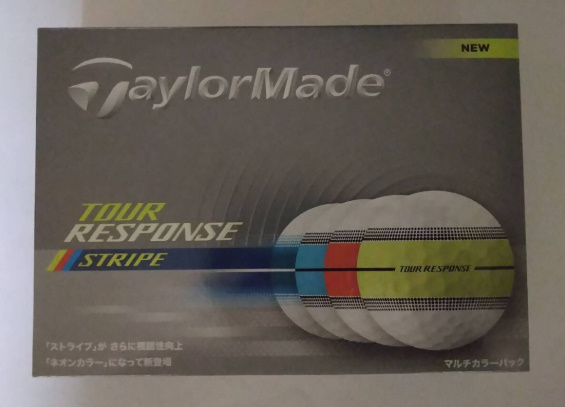 NEW
TaylorMade®
TOUR
RESPONSE
STRIPE
TOUR RESPONSE
「ストライプ」が さらに視認性向上
「ネオンカラー」になって新登場
マルチカラーパック